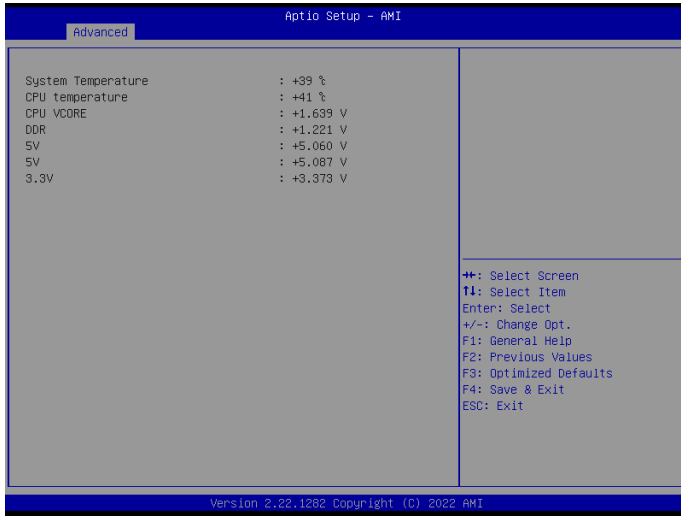 Aptio Setup – AMI
Advanced
System Temperature : +39 ℃
CPU temperature : +41 ℃
CPU VCORE : +1.639 V
DDR : +1.221 V
5V : +5.060 V
5V : +5.087 V
3.3V : +3.373 V
→←: Select Screen
↑↓: Select Item
Enter: Select
+/-: Change Opt.
F1: General Help
F2: Previous Values
F3: Optimized Defaults
F4: Save & Exit
ESC: Exit
Version 2.22.1282 Copyright (C) 2022 AMI